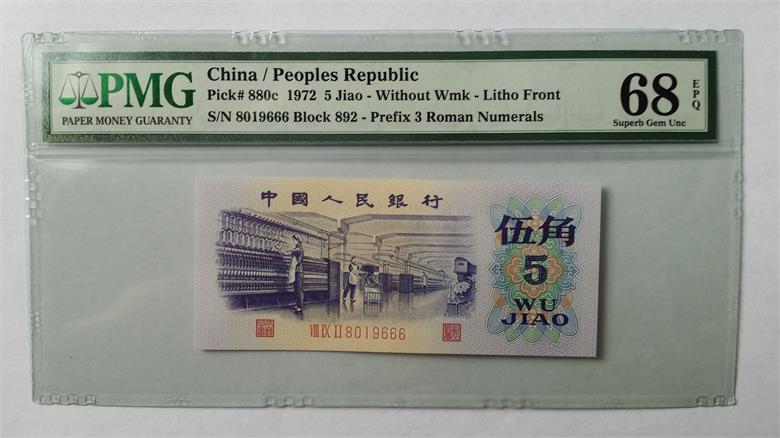 PMG
PAPER MONEY GUARANTY
China / Peoples Republic
Pick# 880c 1972 5 Jiao - Without Wmk - Litho Front
S/N 8019666 Block 892 - Prefix 3 Roman Numerals
68 EPQ
Superb Gem Unc
中國人民銀行
伍角
5
WU
JIAO
VIII IX II 8019666